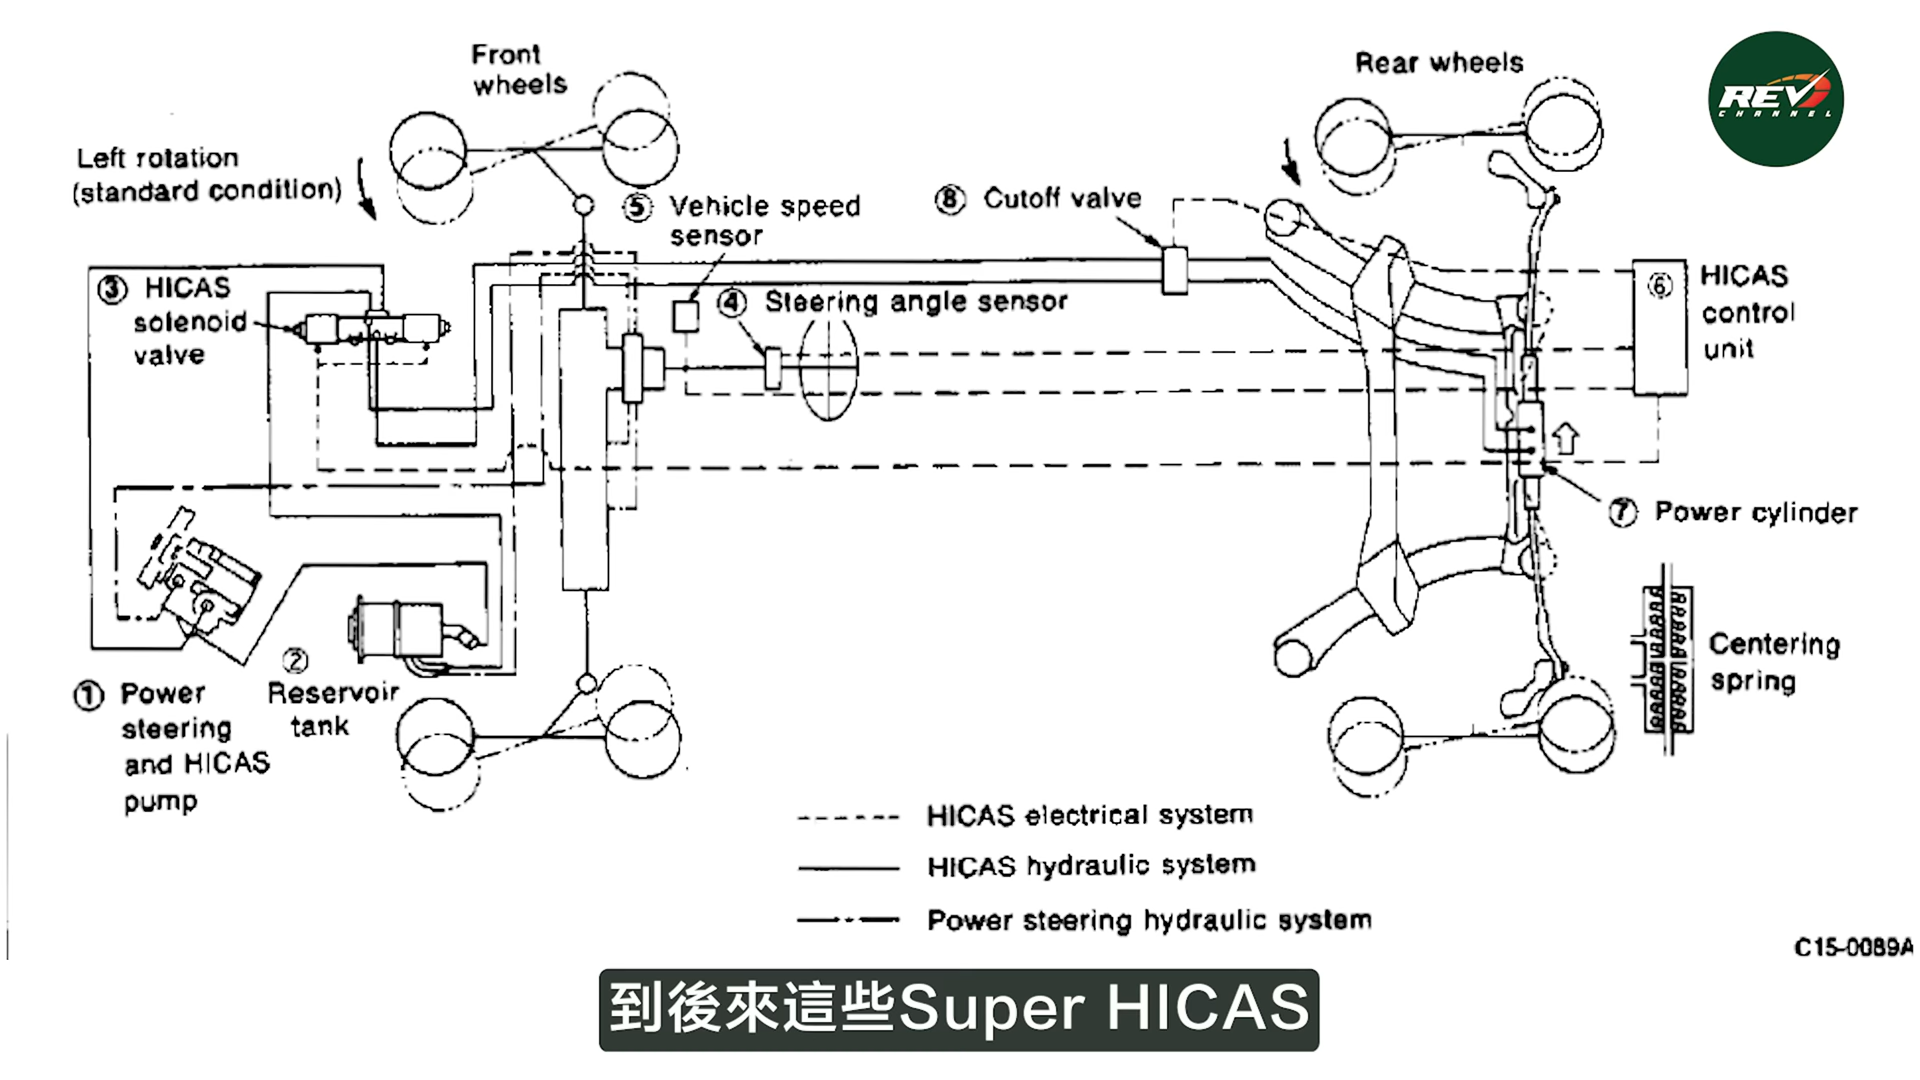 Front
wheels
Rear wheels
REV
CHANNEL
Left rotation
(standard condition)
⑤ Vehicle speed
sensor
⑧ Cutoff valve
③ HICAS
solenoid
valve
④ Steering angle sensor
⑥ HICAS
control
unit
⑦ Power cylinder
Centering
spring
① Power
steering
and HICAS
pump
②
Reservoir
tank
HICAS electrical system
HICAS hydraulic system
Power steering hydraulic system
C15-0089A
到後來這些Super HICAS